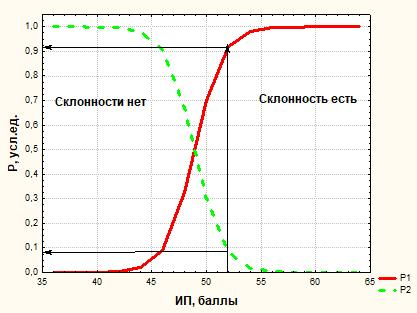 1,0
0,9
0,8
0,7
0,6
0,5
0,4
0,3
0,2
0,1
0,0
Р, усп.ед.
Склонности нет
Склонность есть
35 40 45 50 55 60 65
ИП, баллы
P1
P2